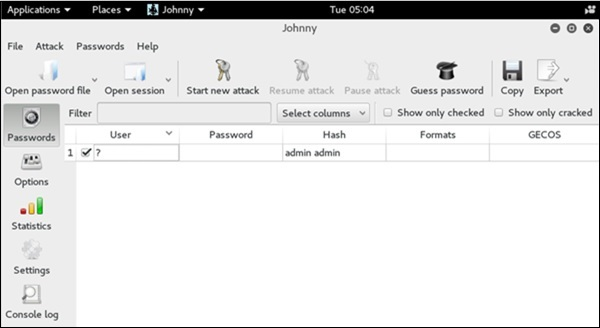 Applications Places Johnny Tue 05:04
Johnny
File Attack Passwords Help
Open password file Open session Start new attack Resume attack Pause attack Guess password Copy Export
Filter Select columns Show only checked Show only cracked
Passwords
User Password Hash Formats GECOS
1 ? admin admin
Options
Statistics
Settings
Console log